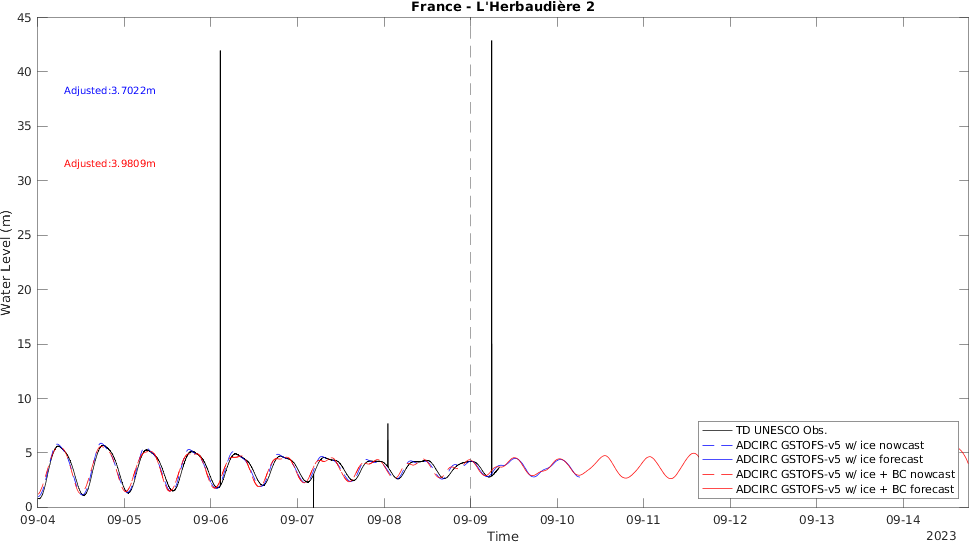 France - L'Herbaudière 2
45
40
35
30
25
20
15
10
5
0
Water Level (m)
Adjusted:3.7022m
Adjusted:3.9809m
TD UNESCO Obs.
ADCIRC GSTOFS-v5 w/ ice nowcast
ADCIRC GSTOFS-v5 w/ ice forecast
ADCIRC GSTOFS-v5 w/ ice + BC nowcast
ADCIRC GSTOFS-v5 w/ ice + BC forecast
09-04 09-05 09-06 09-07 09-08 09-09 09-10 09-11 09-12 09-13 09-14
Time
2023